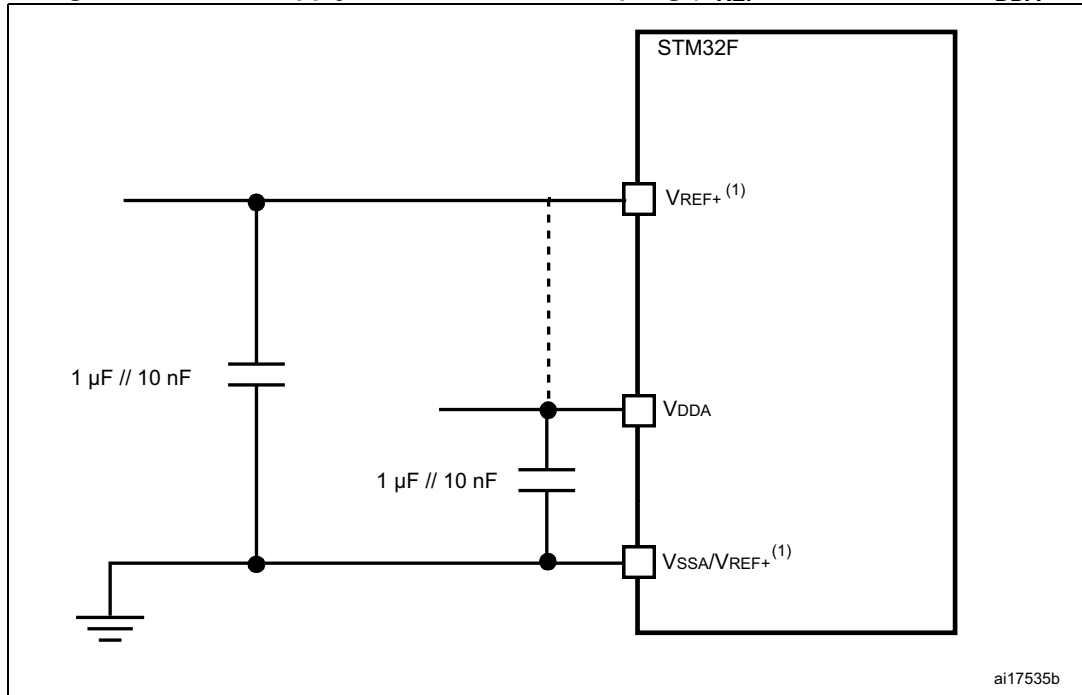 STM32F
VREF+ (1)
1 µF // 10 nF
VDDA
1 µF // 10 nF
VSSA/VREF+ (1)
ai17535b